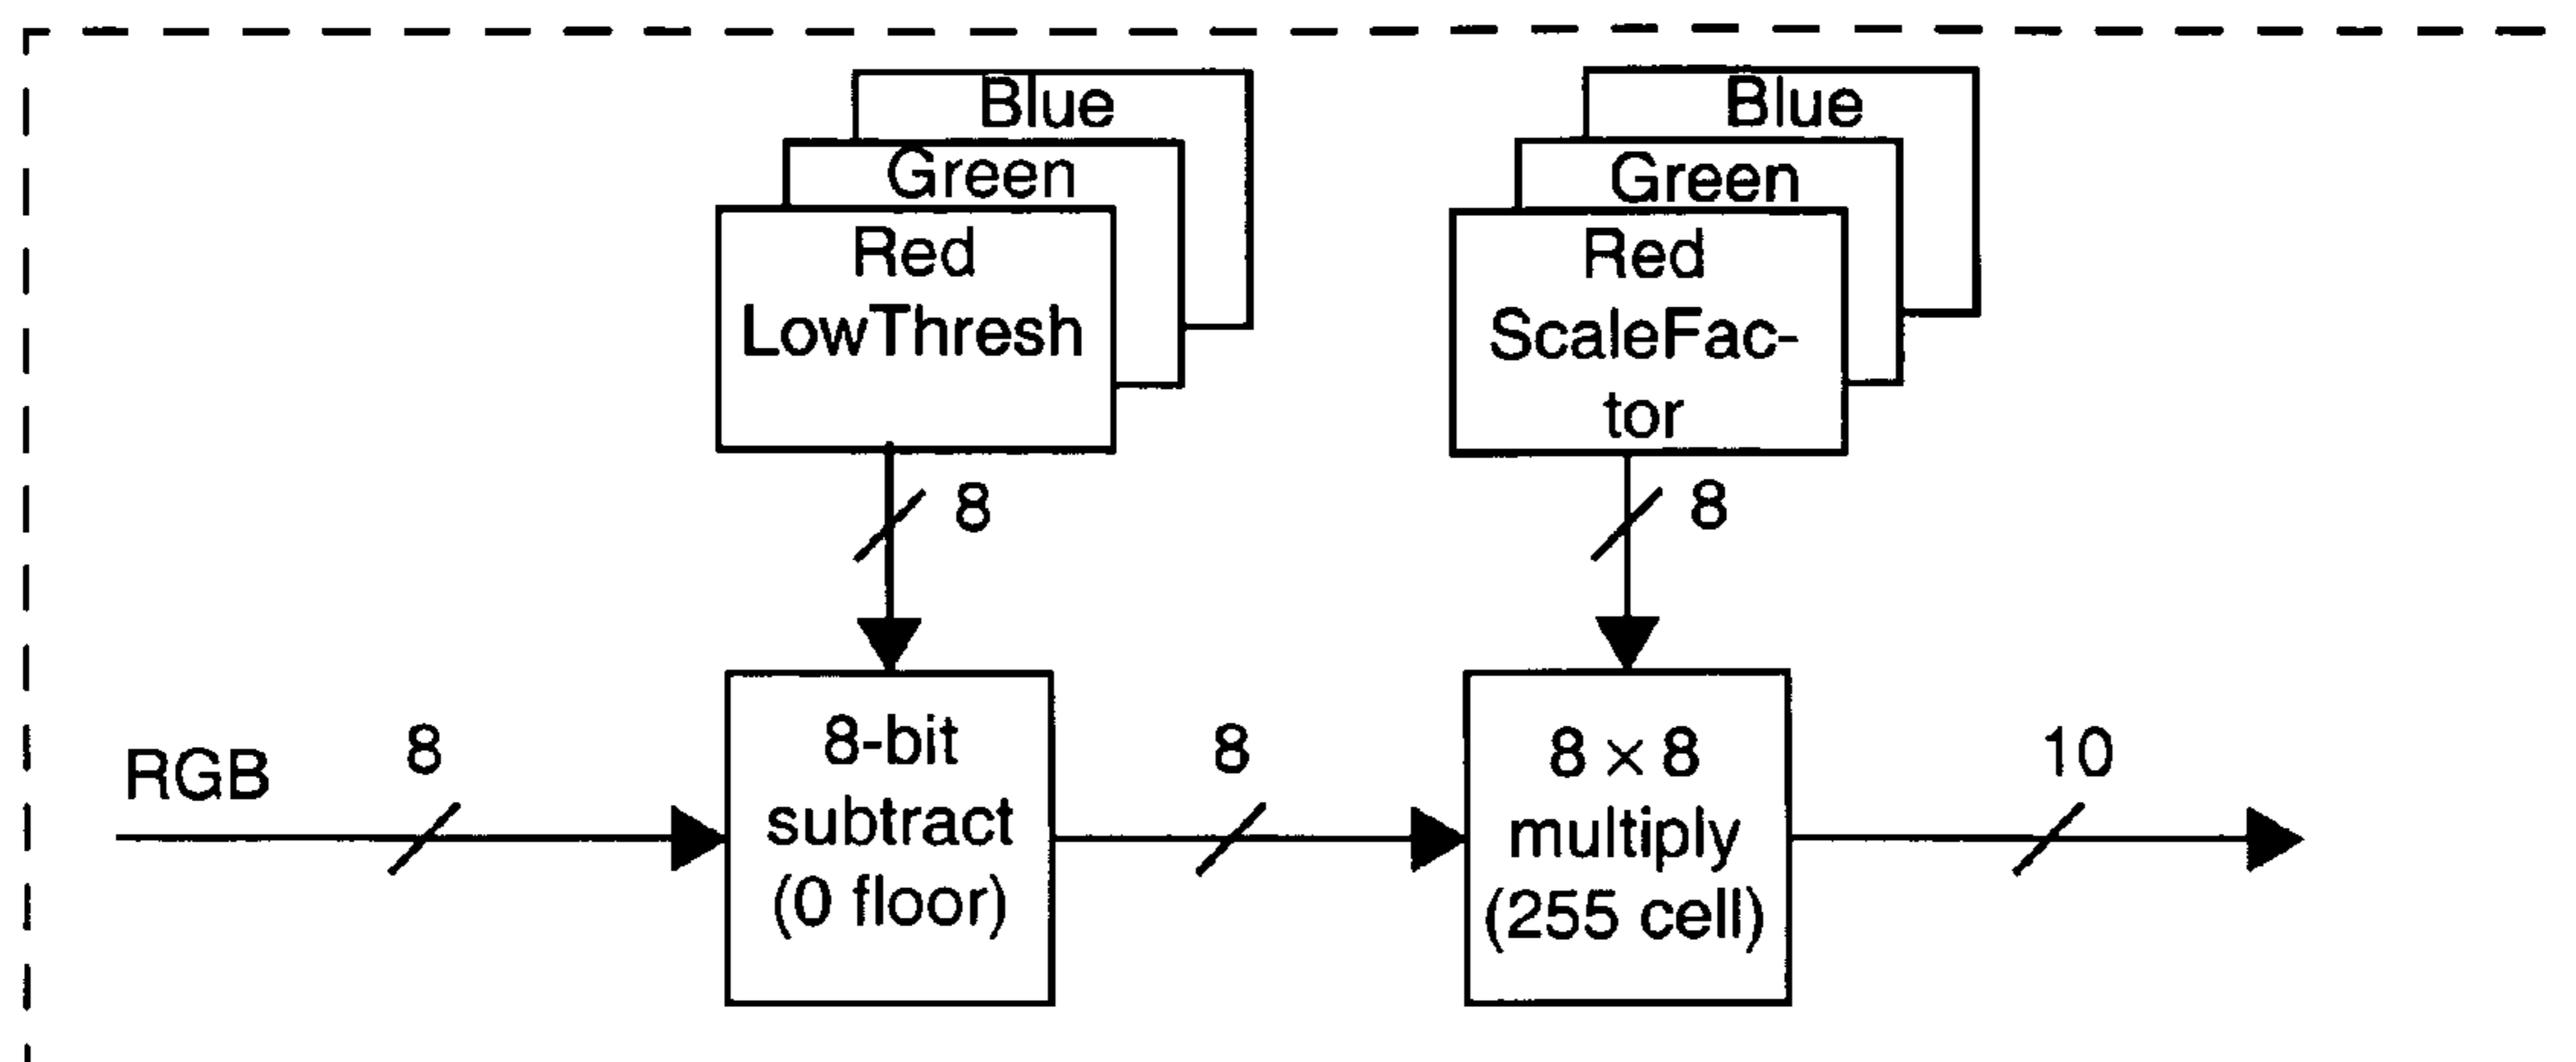 Blue
Green
Red
LowThresh
8
Blue
Green
Red
ScaleFac-
tor
8
RGB
8
8-bit
subtract
(0 floor)
8
8 × 8
multiply
(255 cell)
10